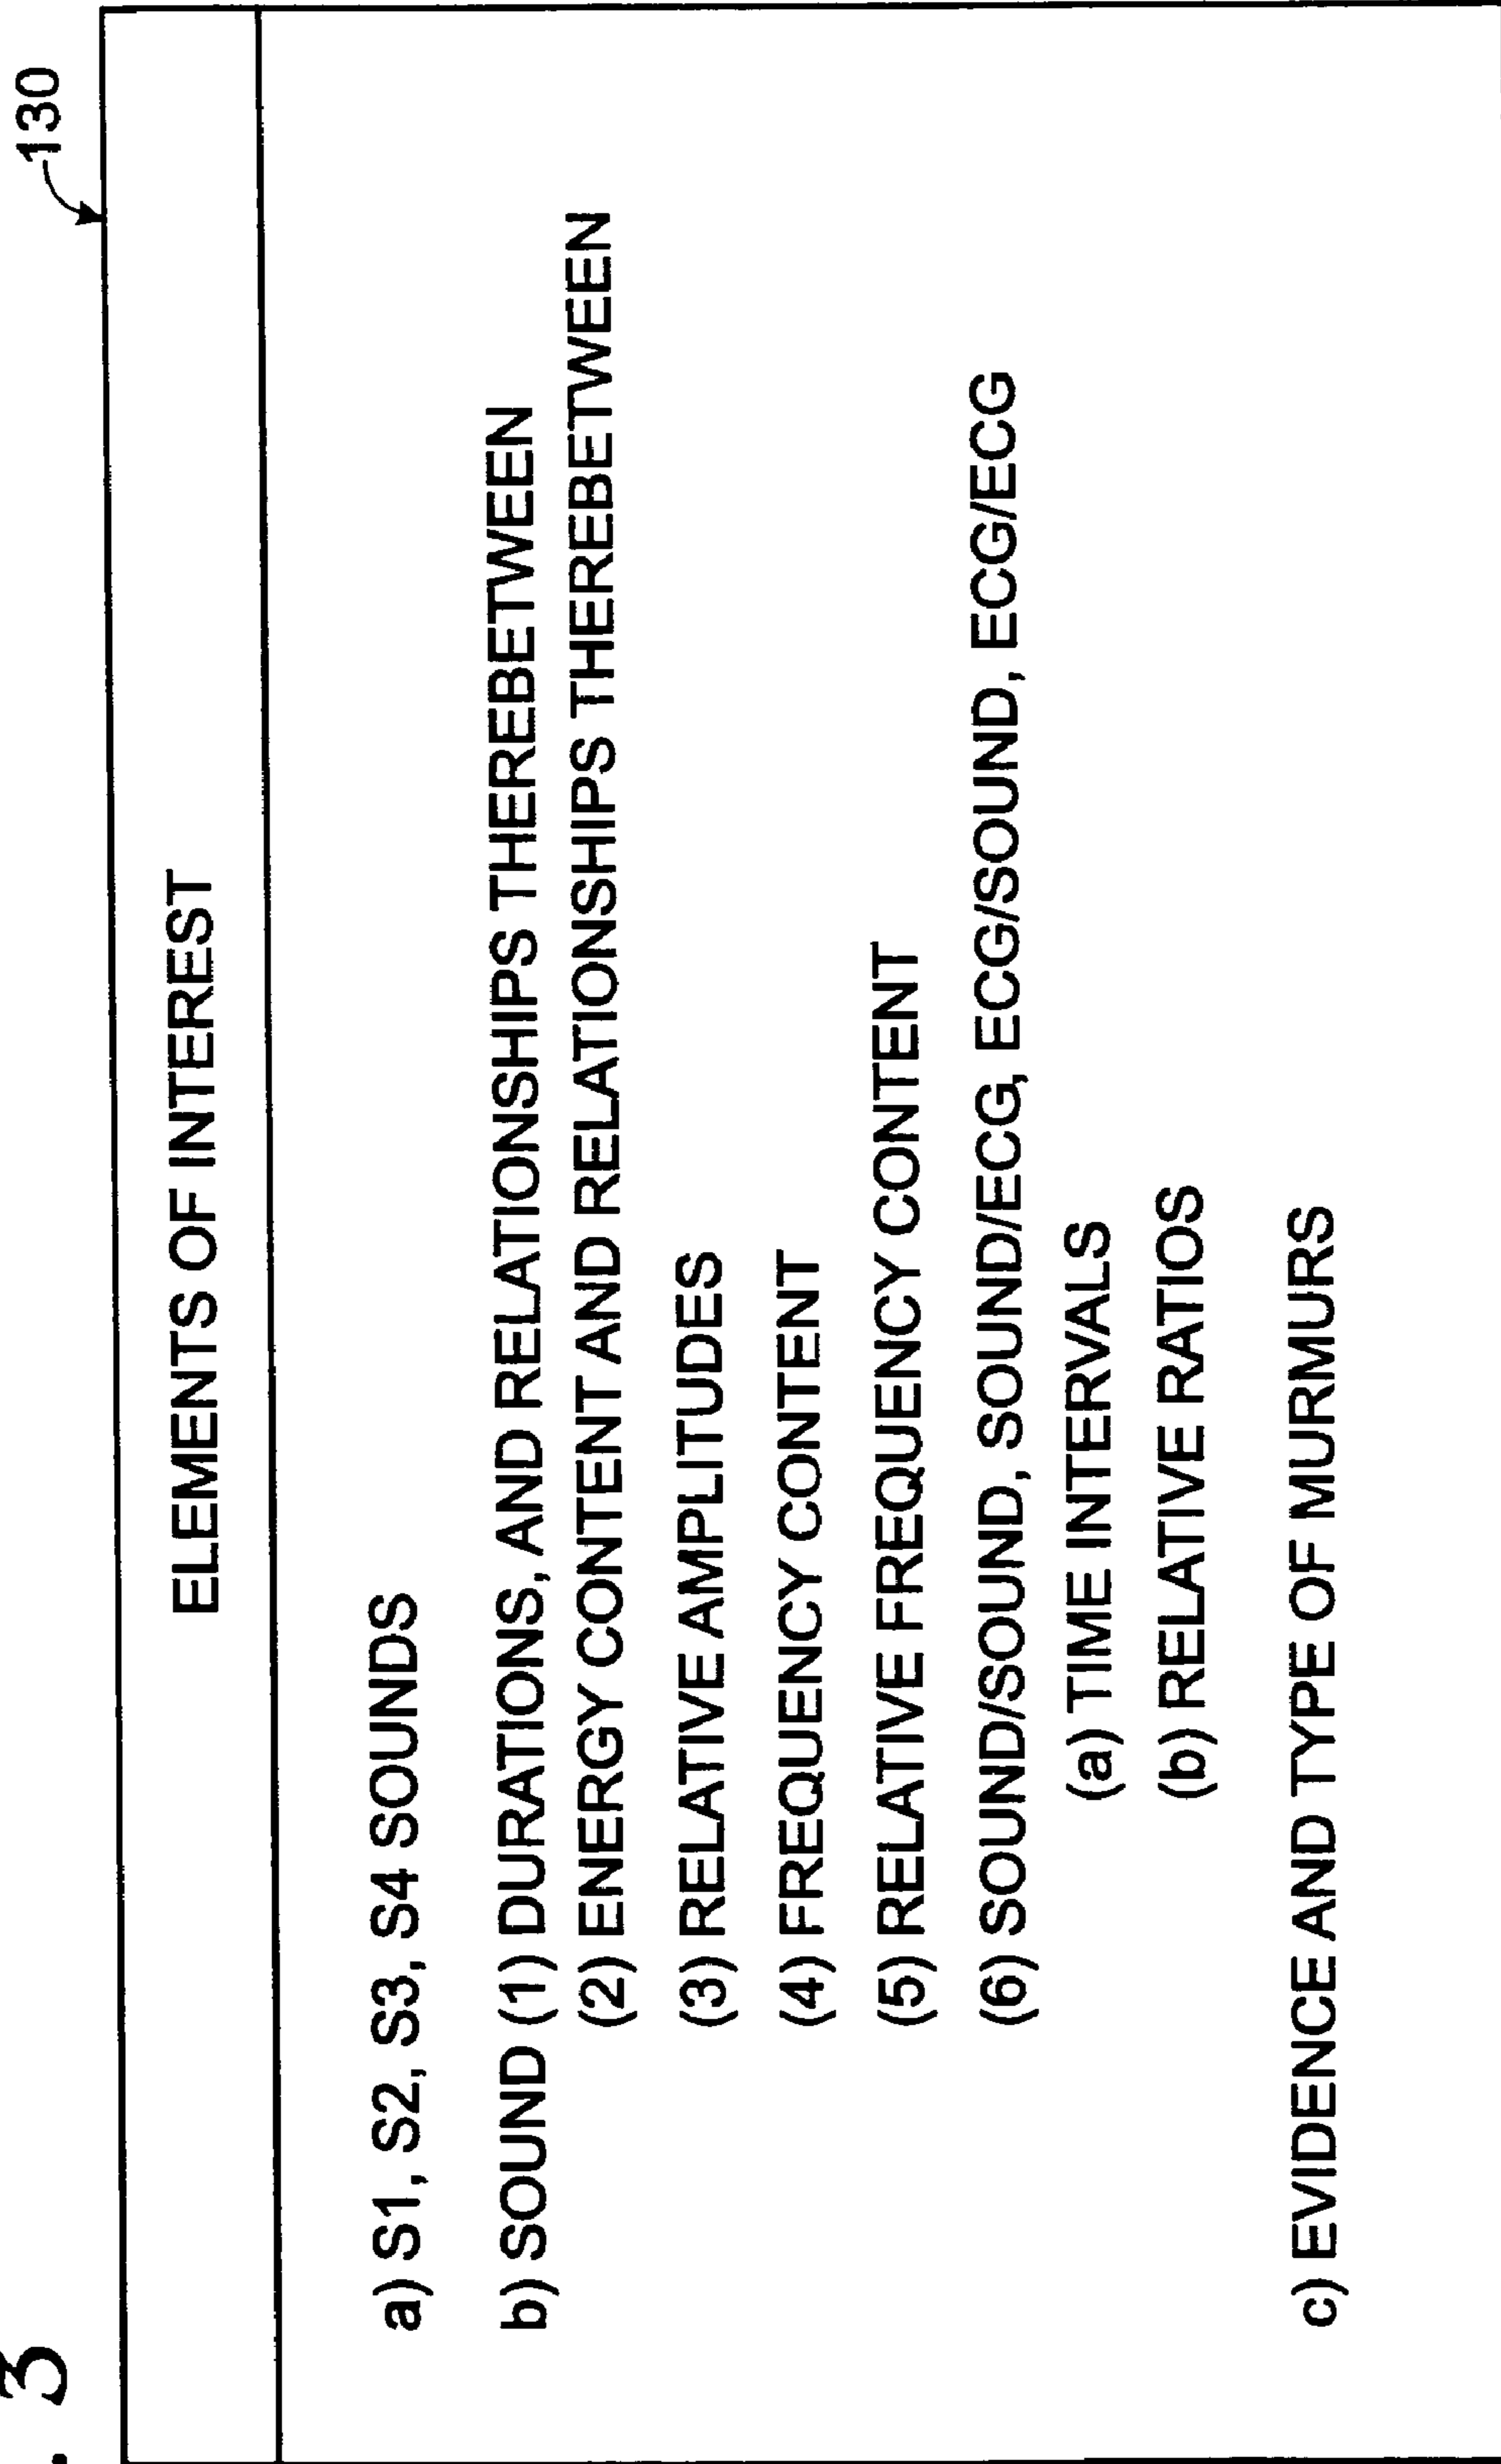 . 3
130
ELEMENTS OF INTEREST
a) S1, S2, S3, S4 SOUNDS
b) SOUND (1) DURATIONS, AND RELATIONSHIPS THEREBETWEEN
(2) ENERGY CONTENT AND RELATIONSHIPS THEREBETWEEN
(3) RELATIVE AMPLITUDES
(4) FREQUENCY CONTENT
(5) RELATIVE FREQUENCY CONTENT
(6) SOUND/SOUND, SOUND/ECG, ECG/SOUND, ECG/ECG
(a) TIME INTERVALS
(b) RELATIVE RATIOS
c) EVIDENCE AND TYPE OF MURMURS